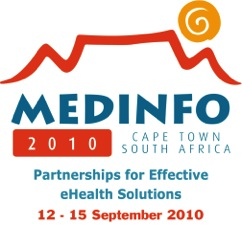 MEDINFO
2010
CAPE TOWN
SOUTH AFRICA
Partnerships for Effective
eHealth Solutions
12 - 15 September 2010